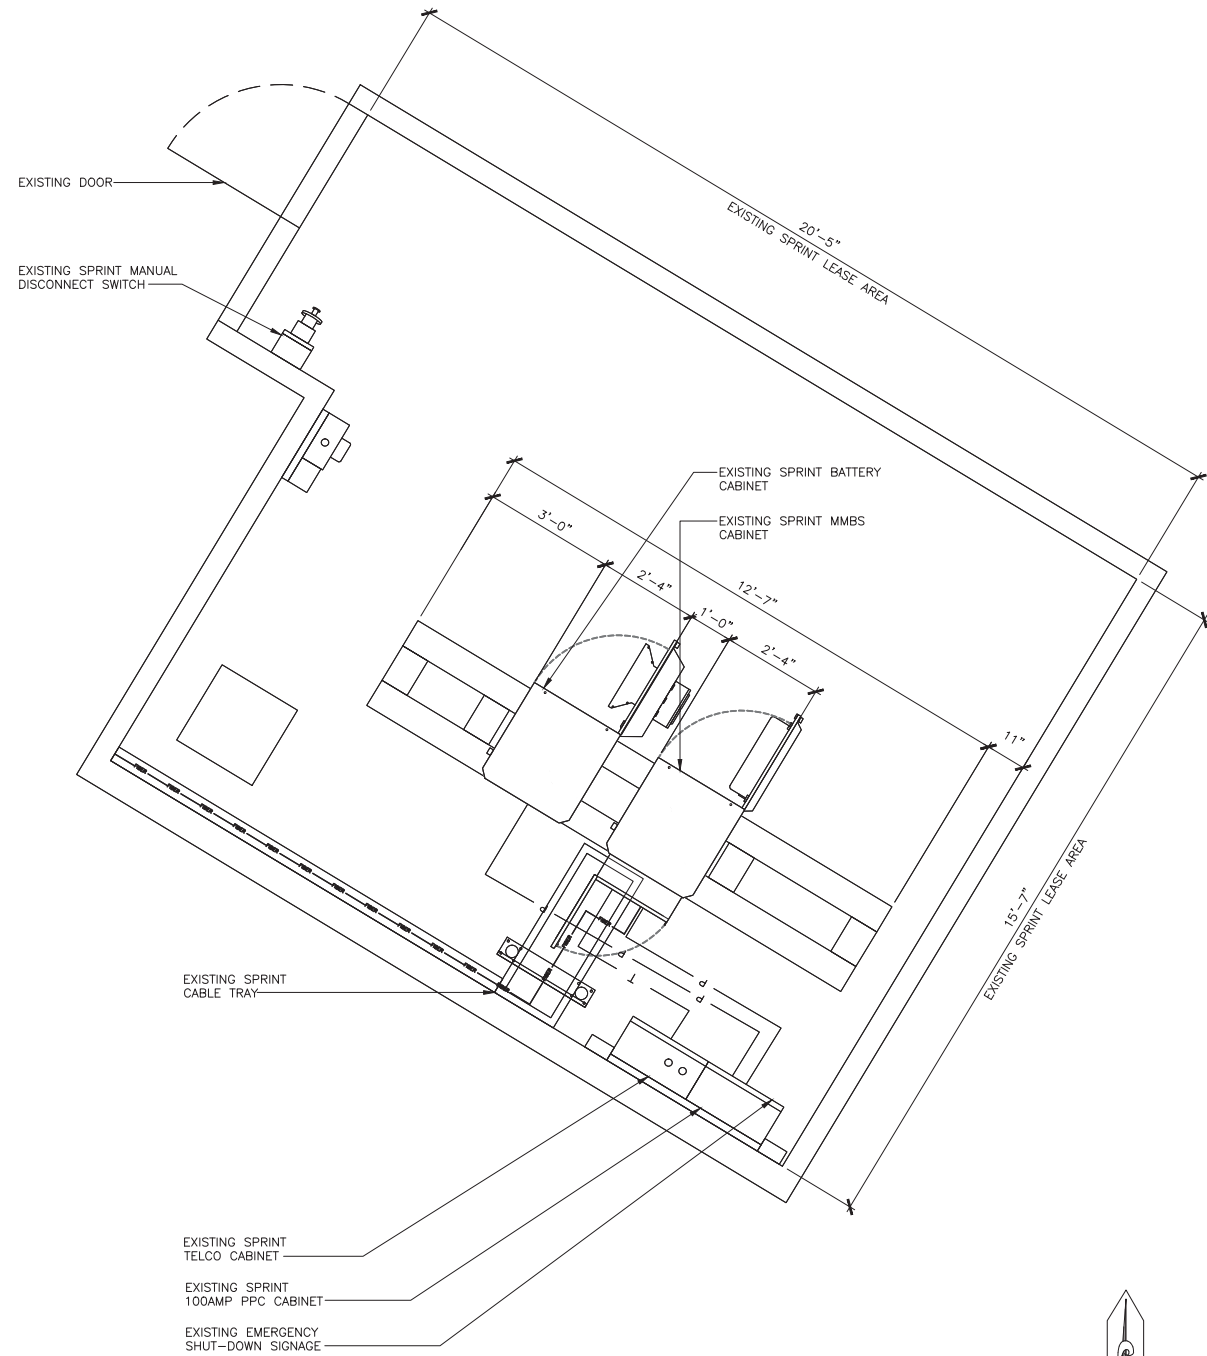 EXISTING DOOR
EXISTING SPRINT MANUAL
DISCONNECT SWITCH
20'-5"
EXISTING SPRINT LEASE AREA
EXISTING SPRINT BATTERY
CABINET
EXISTING SPRINT MMBS
CABINET
3'-0"
2'-4"
12'-7"
1'-0"
2'-4"
11"
15'-7"
EXISTING SPRINT LEASE AREA
EXISTING SPRINT
CABLE TRAY
P
P
T
P
P
EXISTING SPRINT
TELCO CABINET
EXISTING SPRINT
100AMP PPC CABINET
EXISTING EMERGENCY
SHUT-DOWN SIGNAGE